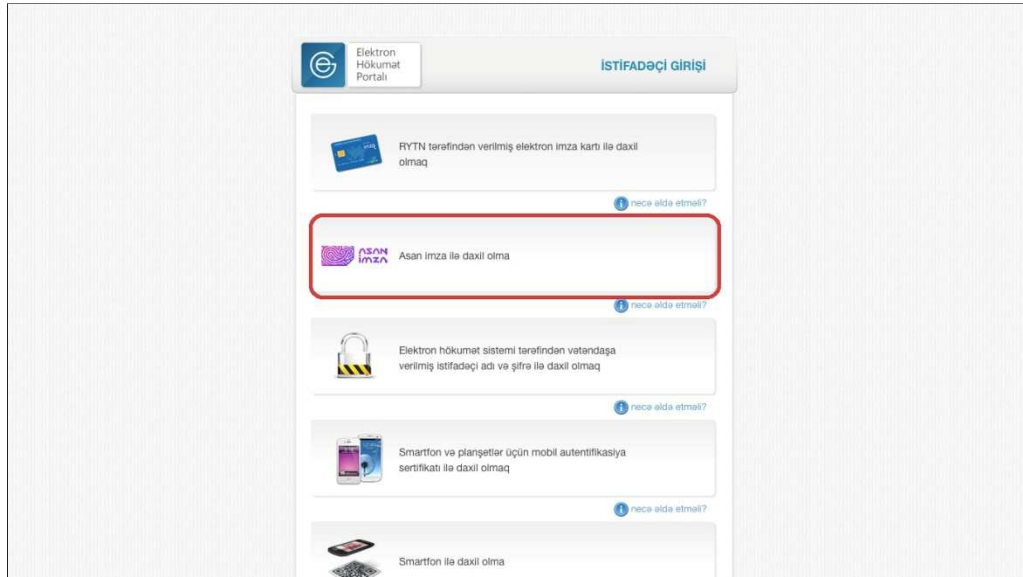 Elektron
Hökumət
Portalı
İSTİFADƏÇİ GİRİŞİ
RYTN tərəfindən verilmiş elektron imza kartı ilə daxil
olmaq
necə əldə etməli?
ASAN
İMZA
Asan imza ilə daxil olma
necə əldə etməli?
Elektron hökumət sistemi tərəfindən vətəndaşa
verilmiş istifadəçi adı və şifrə ilə daxil olmaq
necə əldə etməli?
Smartfon və planşetlər üçün mobil autentifikasiya
sertifikatı ilə daxil olmaq
necə əldə etməli?
Smartfon ilə daxil olma